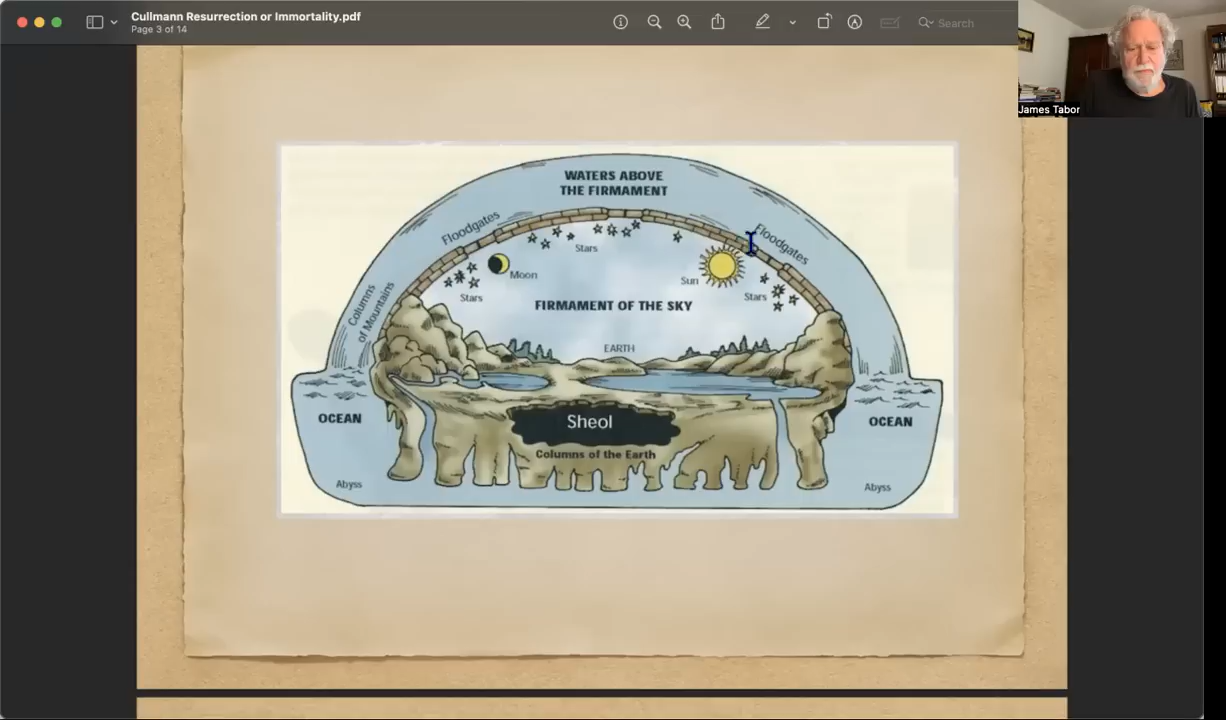 Cullmann Resurrection or Immortality.pdf
Page 3 of 14
Search
James Tabor
WATERS ABOVE
THE FIRMAMENT
Floodgates
Floodgates
Stars
Moon
Sun
Stars
Stars
Columns
of Mountains
FIRMAMENT OF THE SKY
EARTH
OCEAN
Sheol
OCEAN
Columns of the Earth
Abyss
Abyss